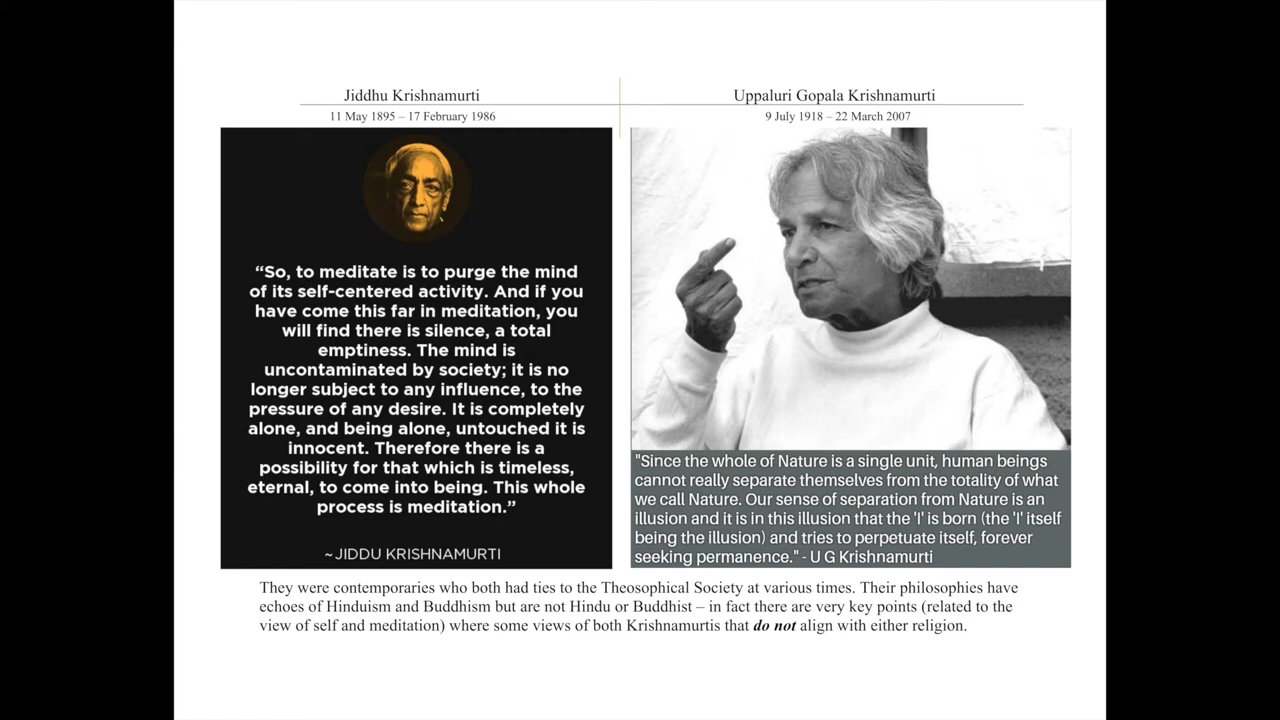 Jiddhu Krishnamurti
11 May 1895 – 17 February 1986
“So, to meditate is to purge the mind
of its self-centered activity. And if you
have come this far in meditation, you
will find there is silence, a total
emptiness. The mind is
uncontaminated by society; it is no
longer subject to any influence, to the
pressure of any desire. It is completely
alone, and being alone, untouched it is
innocent. Therefore there is a
possibility for that which is timeless,
eternal, to come into being. This whole
process is meditation.”
~JIDDU KRISHNAMURTI
Uppaluri Gopala Krishnamurti
9 July 1918 – 22 March 2007
"Since the whole of Nature is a single unit, human beings
cannot really separate themselves from the totality of what
we call Nature. Our sense of separation from Nature is an
illusion and it is in this illusion that the 'I' is born (the 'I' itself
being the illusion) and tries to perpetuate itself, forever
seeking permanence." - U G Krishnamurti
They were contemporaries who both had ties to the Theosophical Society at various times. Their philosophies have
echoes of Hinduism and Buddhism but are not Hindu or Buddhist – in fact there are very key points (related to the
view of self and meditation) where some views of both Krishnamurtis that do not align with either religion.